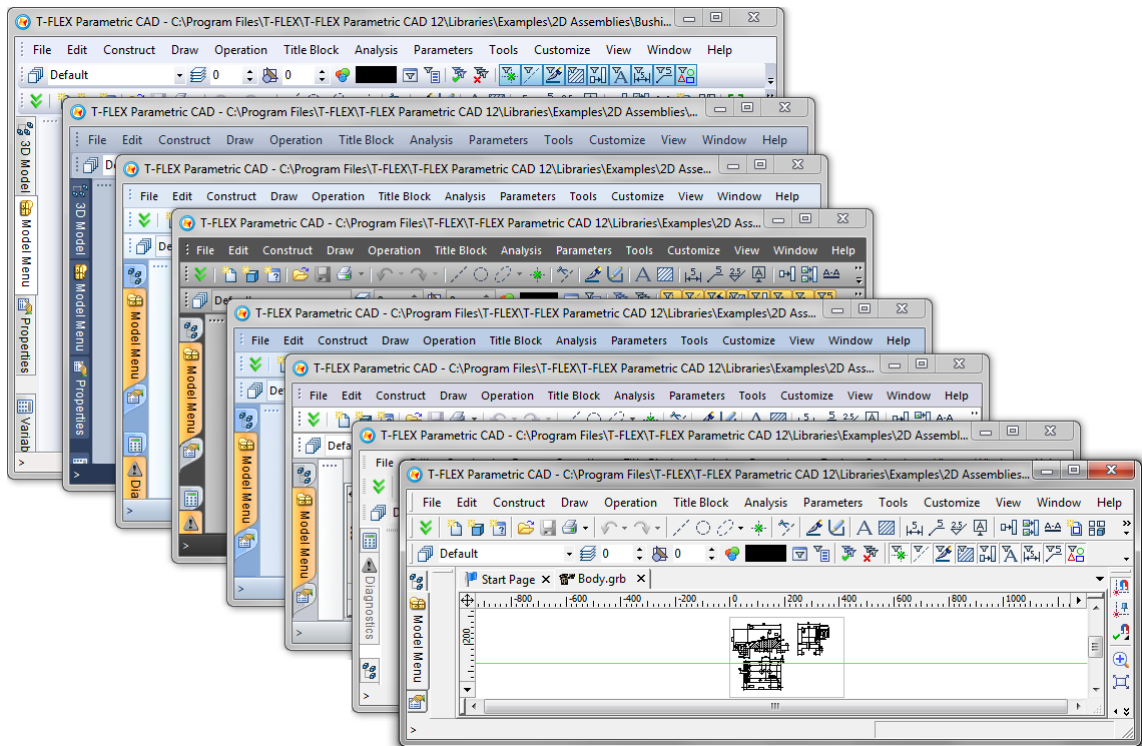 T-FLEX Parametric CAD - C:\Program Files\T-FLEX\T-FLEX Parametric CAD 12\Libraries\Examples\2D Assemblies\Bushi...
File Edit Construct Draw Operation Title Block Analysis Parameters Tools Customize View Window Help
Default 0 0
3D Model
Model Menu
Properties
Variab
>
T-FLEX Parametric CAD - C:\Program Files\T-FLEX\T-FLEX Parametric CAD 12\Libraries\Examples\2D Assemblies\...
File Edit Construct Draw Operation Title Block Analysis Parameters Tools Customize View Window Help
3D Model
Model Menu
Properties
>
T-FLEX Parametric CAD - C:\Program Files\T-FLEX\T-FLEX Parametric CAD 12\Libraries\Examples\2D Asse...
File Edit Construct Draw Operation Title Block Analysis Parameters Tools Customize View Window Help
De
Model Menu
Dia
>
T-FLEX Parametric CAD - C:\Program Files\T-FLEX\T-FLEX Parametric CAD 12\Libraries\Examples\2D Ass...
File Edit Construct Draw Operation Title Block Analysis Parameters Tools Customize View Window Help
Model Menu
>
T-FLEX Parametric CAD - C:\Program Files\T-FLEX\T-FLEX Parametric CAD 12\Libraries\Examples\2D Ass...
File Edit Construct Draw Operation Title Block Analysis Parameters Tools Customize View Window Help
De
Model Menu
>
T-FLEX Parametric CAD - C:\Program Files\T-FLEX\T-FLEX Parametric CAD 12\Libraries\Examples\2D Ass...
File Edit Construct Draw Operation Title Block Analysis Parameters Tools Customize View Window Help
Defa
Model Menu
>
T-FLEX Parametric CAD - C:\Program Files\T-FLEX\T-FLEX Parametric CAD 12\Libraries\Examples\2D Assembl...
File
Diagnostics
>
T-FLEX Parametric CAD - C:\Program Files\T-FLEX\T-FLEX Parametric CAD 12\Libraries\Examples\2D Assemblies...
File Edit Construct Draw Operation Title Block Analysis Parameters Tools Customize View Window Help
Default 0 0
Start Page Body.grb
-800 -600 -400 -200 0 200 400 600 800 1000
200
Model Menu
>